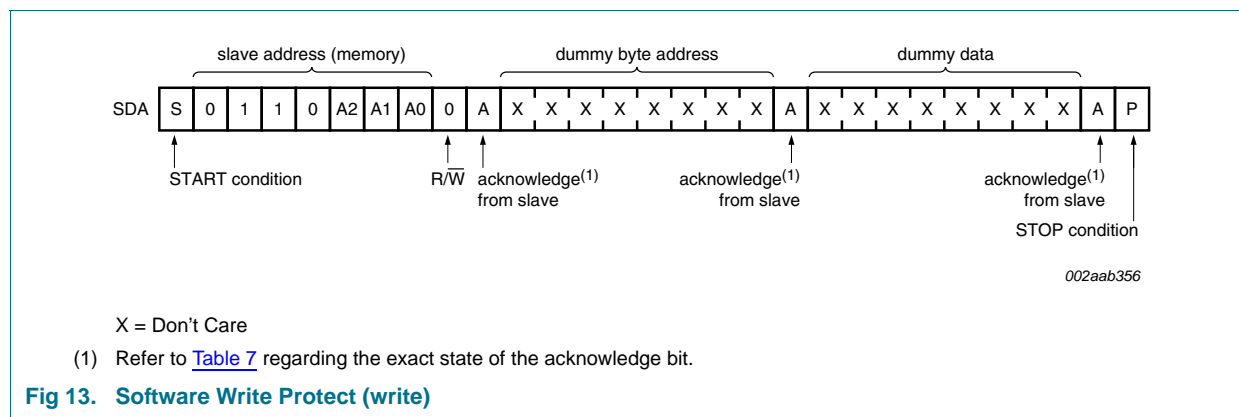 slave address (memory) dummy byte address dummy data
SDA S 0 1 1 0 A2 A1 A0 0 A X X X X X X X X A X X X X X X X X A P
START condition R/W̅ acknowledge(1) acknowledge(1) acknowledge(1)
from slave from slave from slave
STOP condition
002aab356
X = Don't Care
(1) Refer to Table 7 regarding the exact state of the acknowledge bit.
Fig 13. Software Write Protect (write)